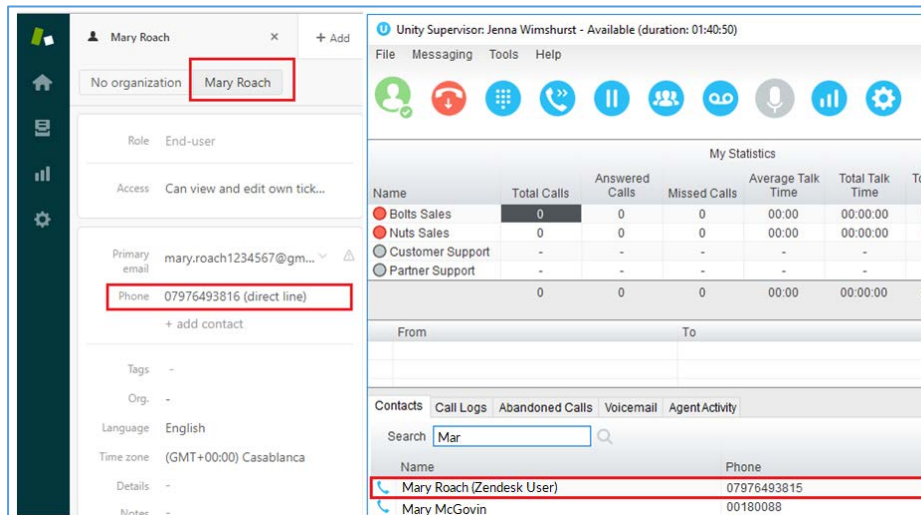 Mary Roach × + Add
No organization Mary Roach
Role End-user
Access Can view and edit own tick...
Primary email mary.roach1234567@gm...
Phone 07976493816 (direct line)
+ add contact
Tags -
Org. -
Language English
Time zone (GMT+00:00) Casablanca
Details -
Notes -
Unity Supervisor: Jenna Wimshurst - Available (duration: 01:40:50)
File Messaging Tools Help
My Statistics
Name Total Calls Answered Calls Missed Calls Average Talk Time Total Talk Time
Bolts Sales 0 0 0 00:00 00:00:00
Nuts Sales 0 0 0 00:00 00:00:00
Customer Support - - - - -
Partner Support - - - - -
0 0 0 00:00 00:00:00
From To
Contacts Call Logs Abandoned Calls Voicemail Agent Activity
Search Mar
Name Phone
Mary Roach (Zendesk User) 07976493815
Mary McGovin 00180088